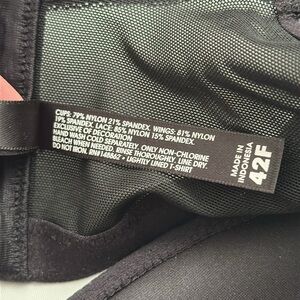 CUPS: 79% NYLON 21% SPANDEX. WINGS: 81% NYLON
19% SPANDEX. LACE: 85% NYLON 15% SPANDEX.
EXCLUSIVE OF DECORATION
HAND WASH COLD SEPARATELY. ONLY NON-CHLORINE
BLEACH WHEN NEEDED. RINSE THOROUGHLY. LINE DRY.
DO NOT IRON. RN#148662 • LIGHTLY LINED T-SHIRT
MADE IN
INDONESIA
42F